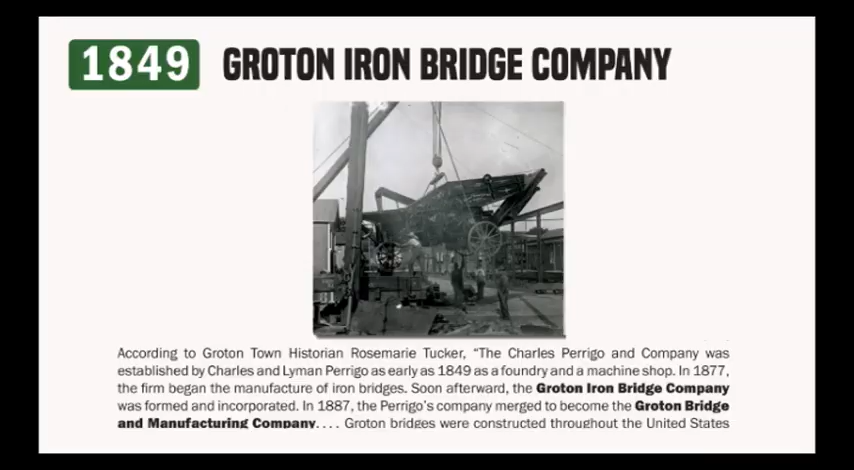 1849 GROTON IRON BRIDGE COMPANY
According to Groton Town Historian Rosemarie Tucker, “The Charles Perrigo and Company was
established by Charles and Lyman Perrigo as early as 1849 as a foundry and a machine shop. In 1877,
the firm began the manufacture of iron bridges. Soon afterward, the Groton Iron Bridge Company
was formed and incorporated. In 1887, the Perrigo's company merged to become the Groton Bridge
and Manufacturing Company. . . . Groton bridges were constructed throughout the United States